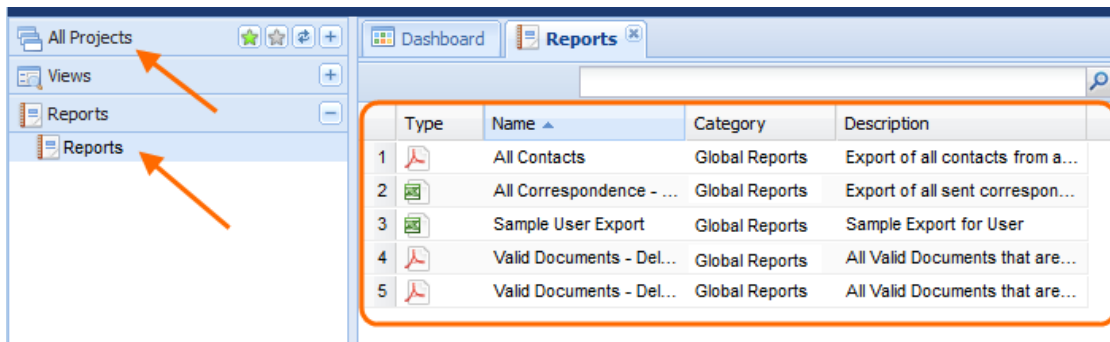 All Projects
Views
Reports
Reports
Dashboard
Reports
Type Name Category Description
1 All Contacts Global Reports Export of all contacts from a...
2 All Correspondence - ... Global Reports Export of all sent correspon...
3 Sample User Export Global Reports Sample Export for User
4 Valid Documents - Del... Global Reports All Valid Documents that are...
5 Valid Documents - Del... Global Reports All Valid Documents that are...